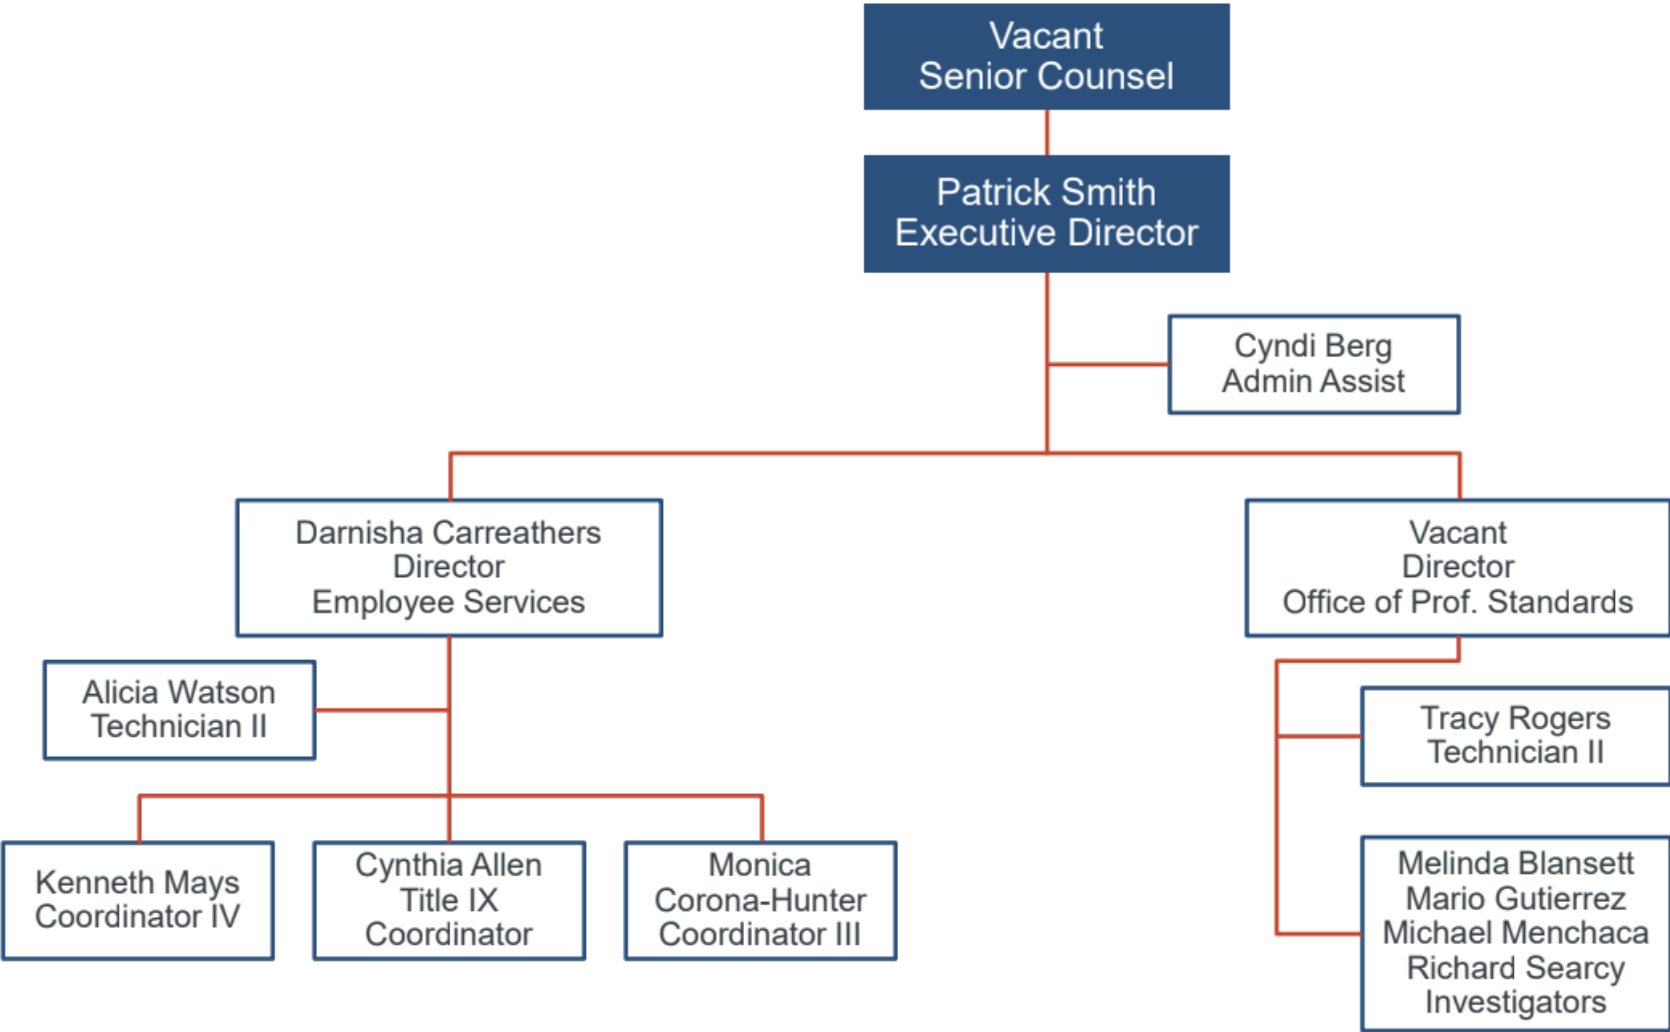 Vacant
Senior Counsel
Patrick Smith
Executive Director
Cyndi Berg
Admin Assist
Darnisha Carreathers
Director
Employee Services
Vacant
Director
Office of Prof. Standards
Alicia Watson
Technician II
Tracy Rogers
Technician II
Kenneth Mays
Coordinator IV
Cynthia Allen
Title IX
Coordinator
Monica
Corona-Hunter
Coordinator III
Melinda Blansett
Mario Gutierrez
Michael Menchaca
Richard Searcy
Investigators